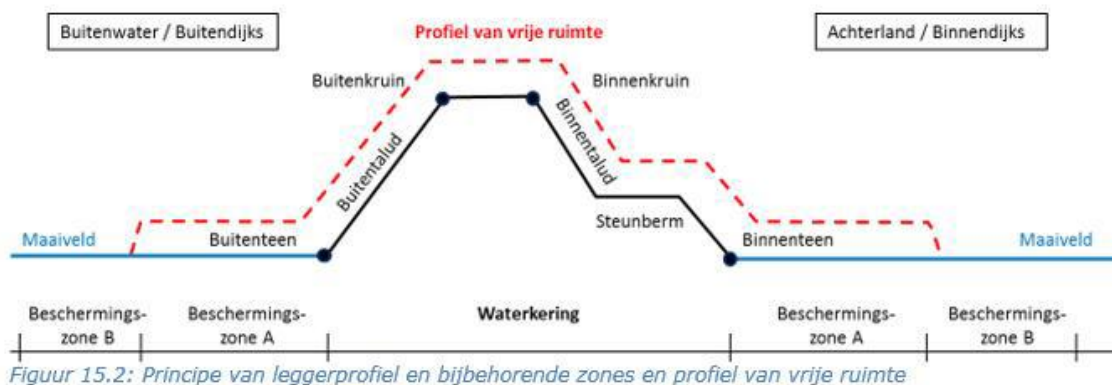 Buitenwater / Buitendijks
Profiel van vrije ruimte
Achterland / Binnendijks
Buitenkruin
Binnenkruin
Buitentalud
Binnentalud
Steunberm
Maaiveld
Buitenteen
Binnenteen
Maaiveld
Beschermings-
zone B
Beschermings-
zone A
Waterkering
Beschermings-
zone A
Beschermings-
zone B
Figuur 15.2: Principe van leggerprofiel en bijbehorende zones en profiel van vrije ruimte